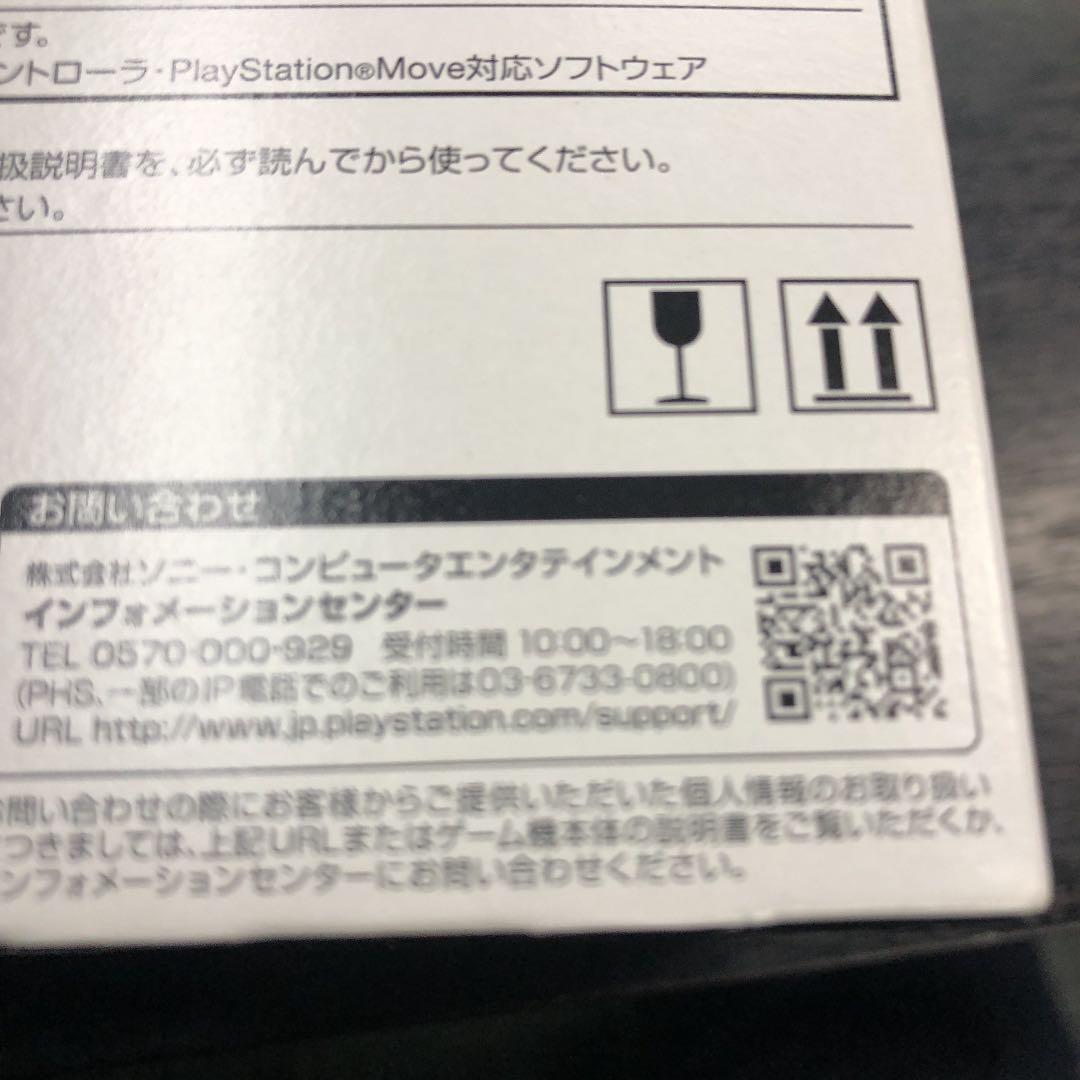 です。
ントローラ・PlayStation®Move対応ソフトウェア
扱説明書を、必ず読んでから使ってください。
さい。
お問い合わせ
株式会社ソニー・コンピュータエンタテインメント
インフォメーションセンター
TEL 0570-000-929 受付時間 10:00〜18:00
(PHS、一部のIP電話でのご利用は03-6733-0800)
URL http://www.jp.playstation.com/support/
お問い合わせの際にお客様からご提供いただいた個人情報のお取り扱い
つきましては、上記URLまたはゲーム機本体の説明書をご覧いただくか、
ンフォメーションセンターにお問い合わせください。